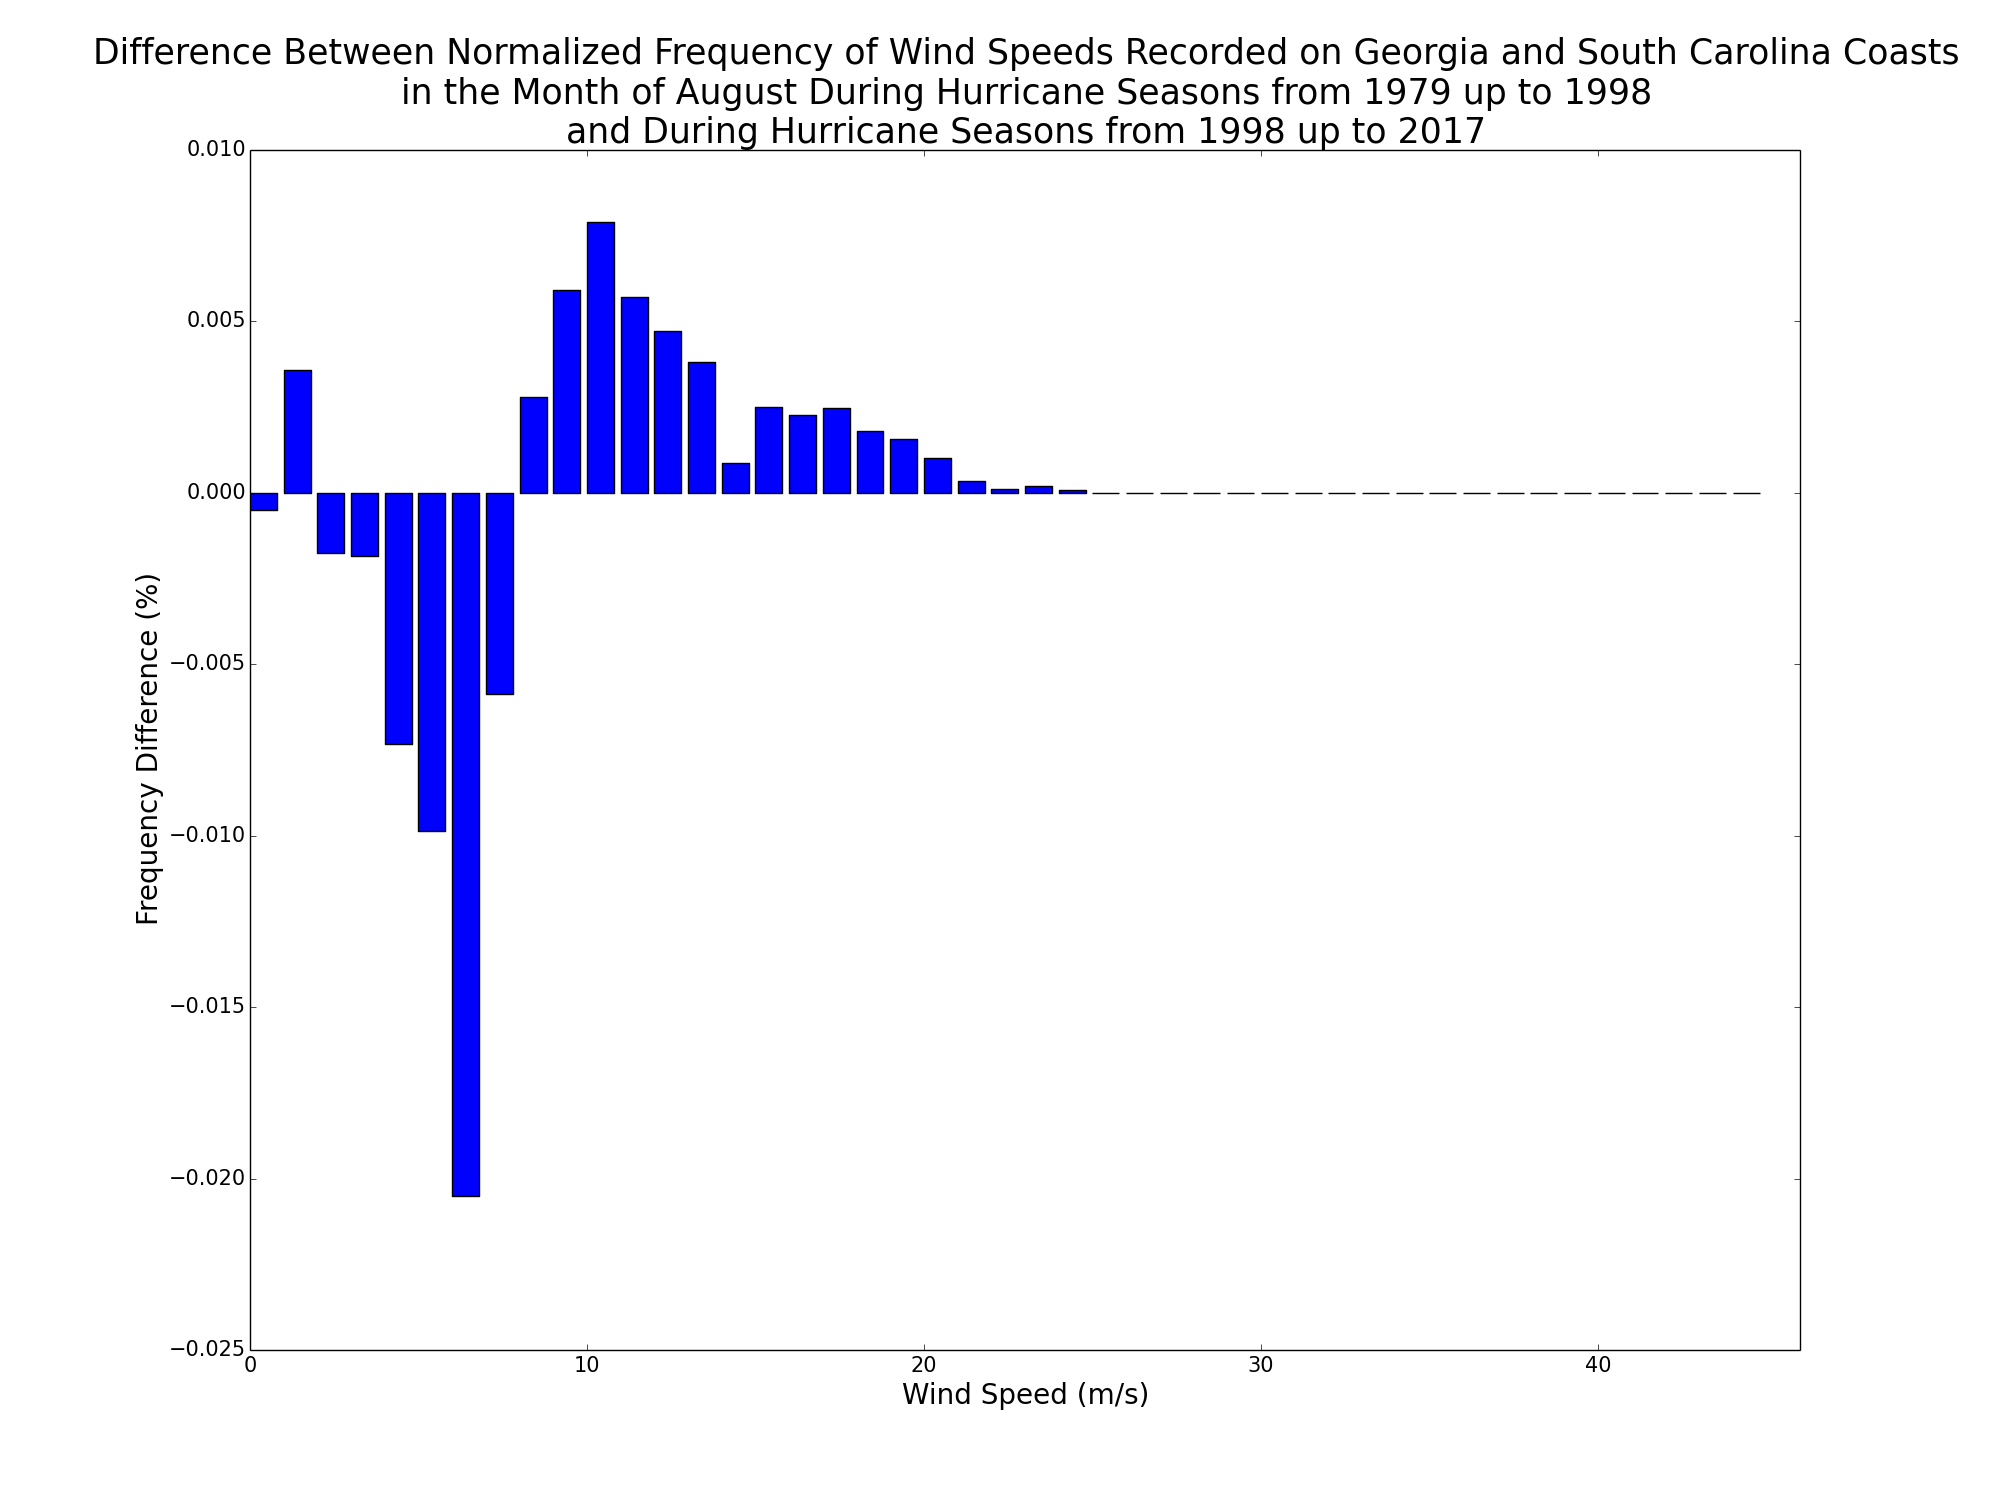 Difference Between Normalized Frequency of Wind Speeds Recorded on Georgia and South Carolina Coasts
in the Month of August During Hurricane Seasons from 1979 up to 1998
and During Hurricane Seasons from 1998 up to 2017
0.010
0.005
0.000
−0.005
−0.010
−0.015
−0.020
−0.025
Frequency Difference (%)
0 10 20 30 40
Wind Speed (m/s)